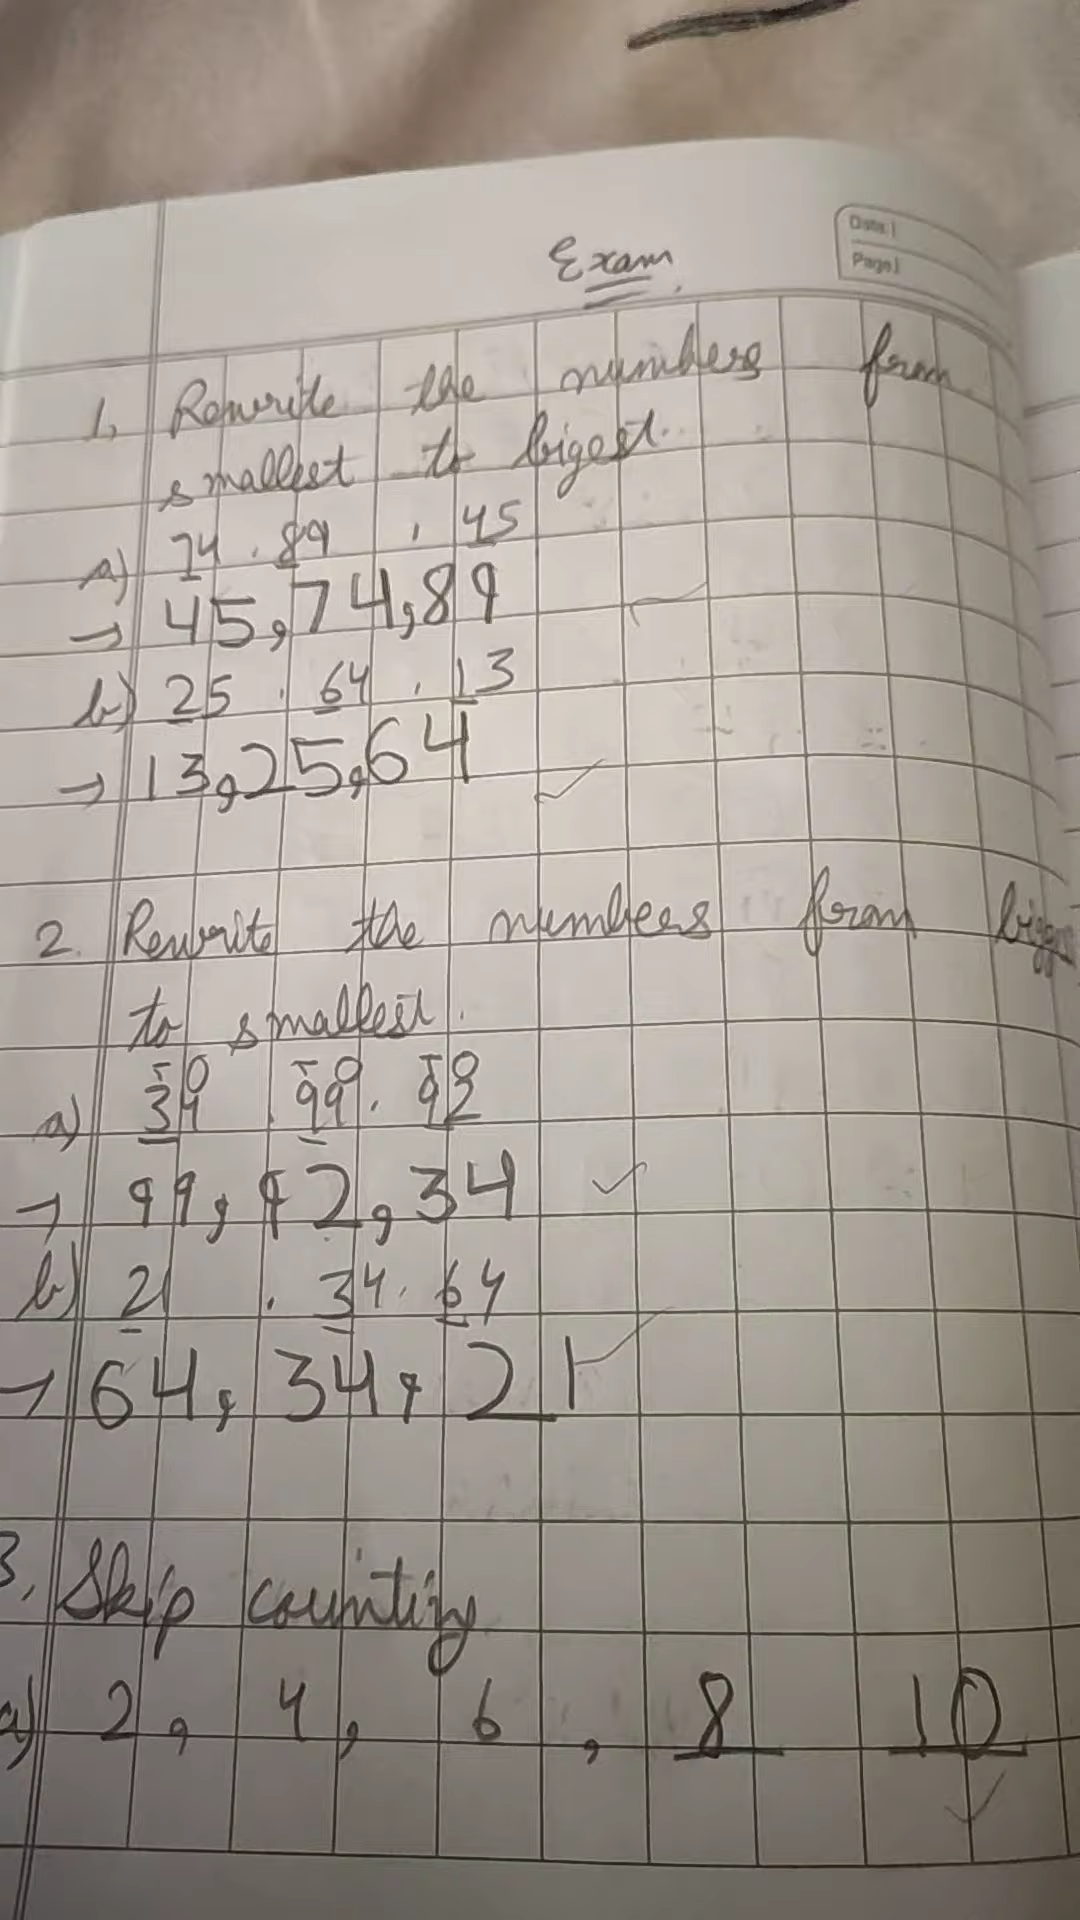 Date |
Page |
Exam
1. Rewrite the numbers from
smallest to bigest.
a) 74 . 89 , 45
→ 45,74,89
b) 25 . 64 . 13
→ 13,25,64
2. Rewrite the numbers from
to smallest.
a) 34 . 99 . 92
→ 99, 92, 34
b) 21 . 34 . 64
→ 64, 34, 21
3. Skip counting
a) 2, 4, 6, 8 10